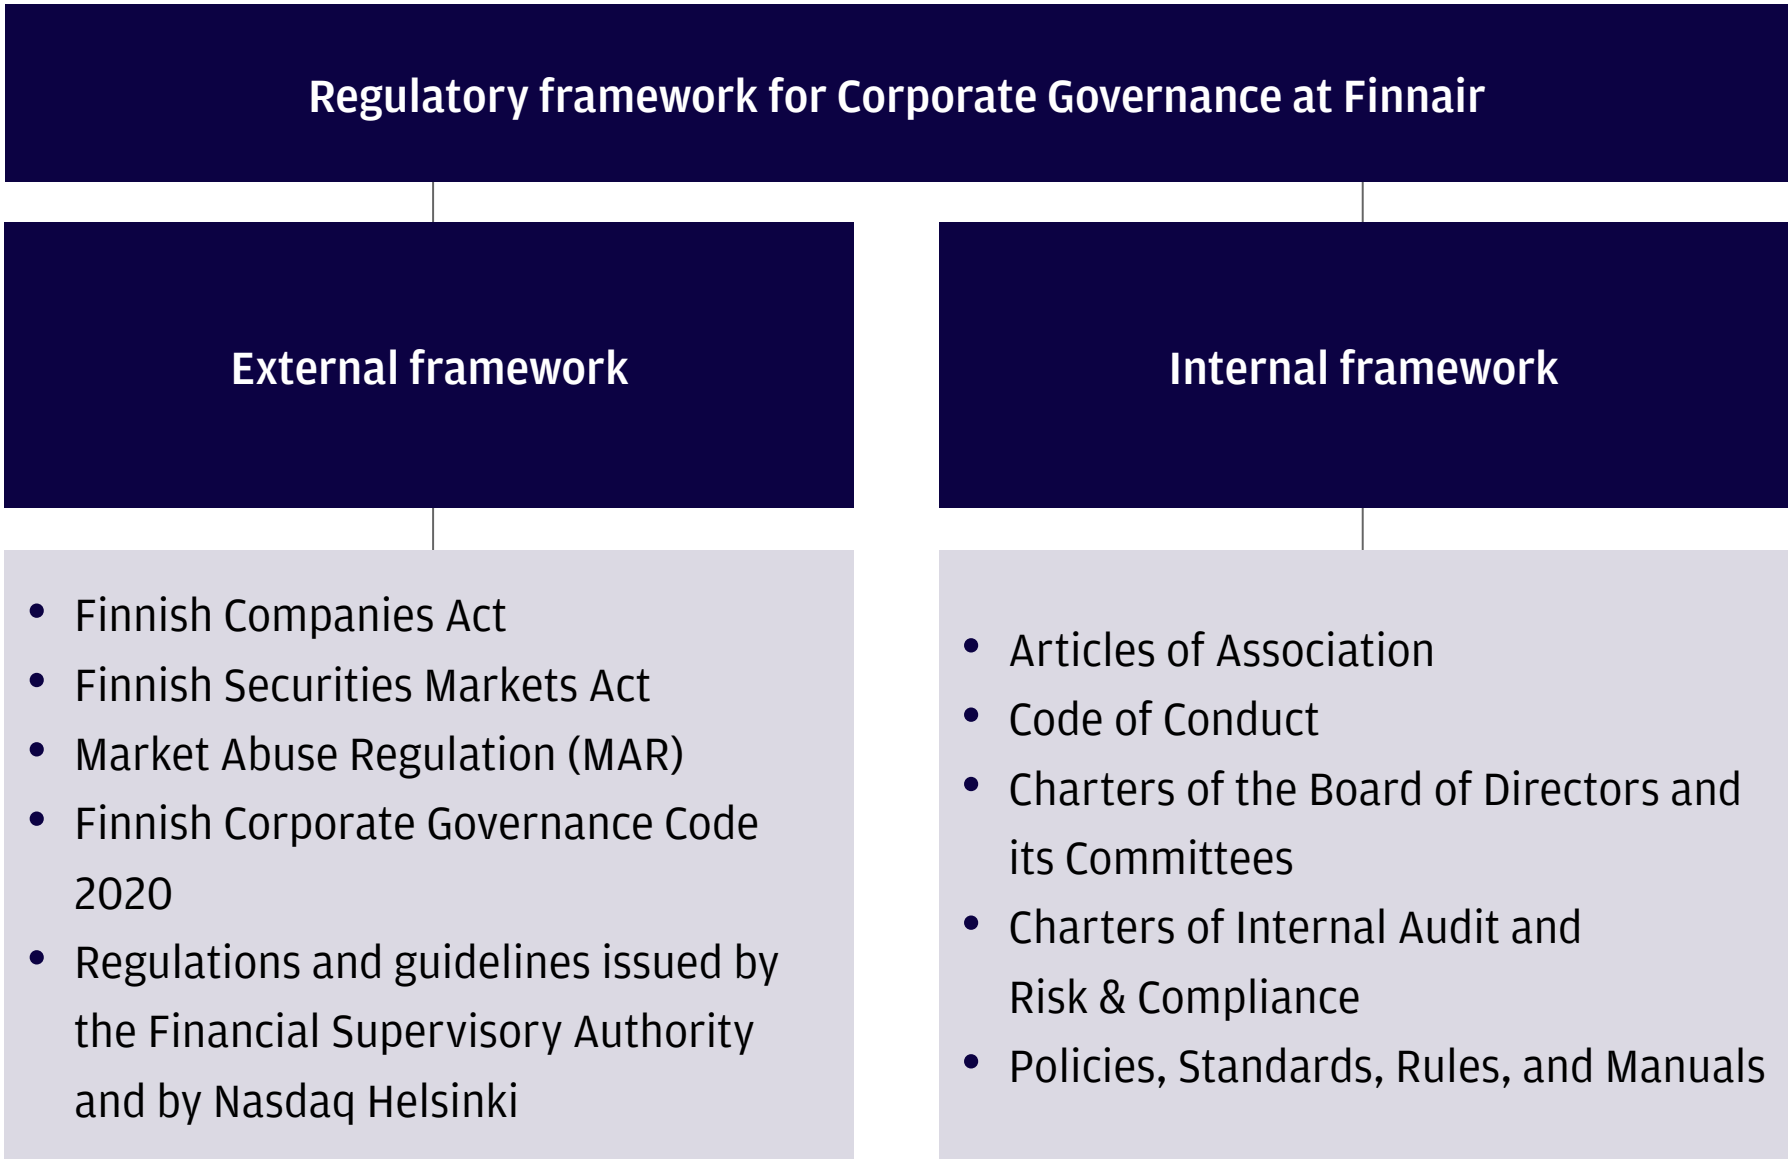 Regulatory framework for Corporate Governance at Finnair
External framework
• Finnish Companies Act
• Finnish Securities Markets Act
• Market Abuse Regulation (MAR)
• Finnish Corporate Governance Code
2020
• Regulations and guidelines issued by
the Financial Supervisory Authority
and by Nasdaq Helsinki
Internal framework
• Articles of Association
• Code of Conduct
• Charters of the Board of Directors and
its Committees
• Charters of Internal Audit and
Risk & Compliance
• Policies, Standards, Rules, and Manuals